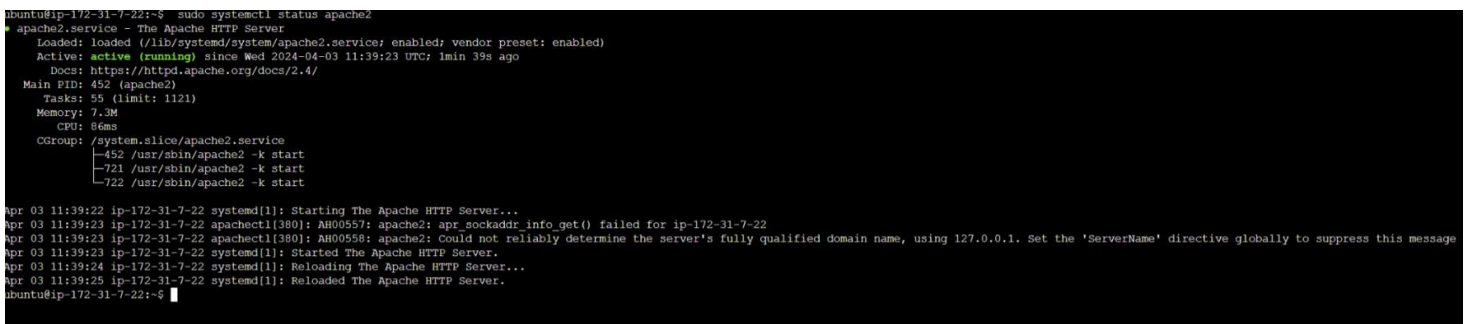 ubuntu@ip-172-31-7-22:~$  sudo systemctl status apache2
● apache2.service - The Apache HTTP Server
     Loaded: loaded (/lib/systemd/system/apache2.service; enabled; vendor preset: enabled)
     Active: active (running) since Wed 2024-04-03 11:39:23 UTC; 1min 39s ago
       Docs: https://httpd.apache.org/docs/2.4/
   Main PID: 452 (apache2)
      Tasks: 55 (limit: 1121)
     Memory: 7.3M
        CPU: 86ms
     CGroup: /system.slice/apache2.service
             ├─452 /usr/sbin/apache2 -k start
             ├─721 /usr/sbin/apache2 -k start
             └─722 /usr/sbin/apache2 -k start

Apr 03 11:39:22 ip-172-31-7-22 systemd[1]: Starting The Apache HTTP Server...
Apr 03 11:39:23 ip-172-31-7-22 apachectl[380]: AH00557: apache2: apr_sockaddr_info_get() failed for ip-172-31-7-22
Apr 03 11:39:23 ip-172-31-7-22 apachectl[380]: AH00558: apache2: Could not reliably determine the server's fully qualified domain name, using 127.0.0.1. Set the 'ServerName' directive globally to suppress this message
Apr 03 11:39:23 ip-172-31-7-22 systemd[1]: Started The Apache HTTP Server.
Apr 03 11:39:24 ip-172-31-7-22 systemd[1]: Reloading The Apache HTTP Server...
Apr 03 11:39:25 ip-172-31-7-22 systemd[1]: Reloaded The Apache HTTP Server.
ubuntu@ip-172-31-7-22:~$